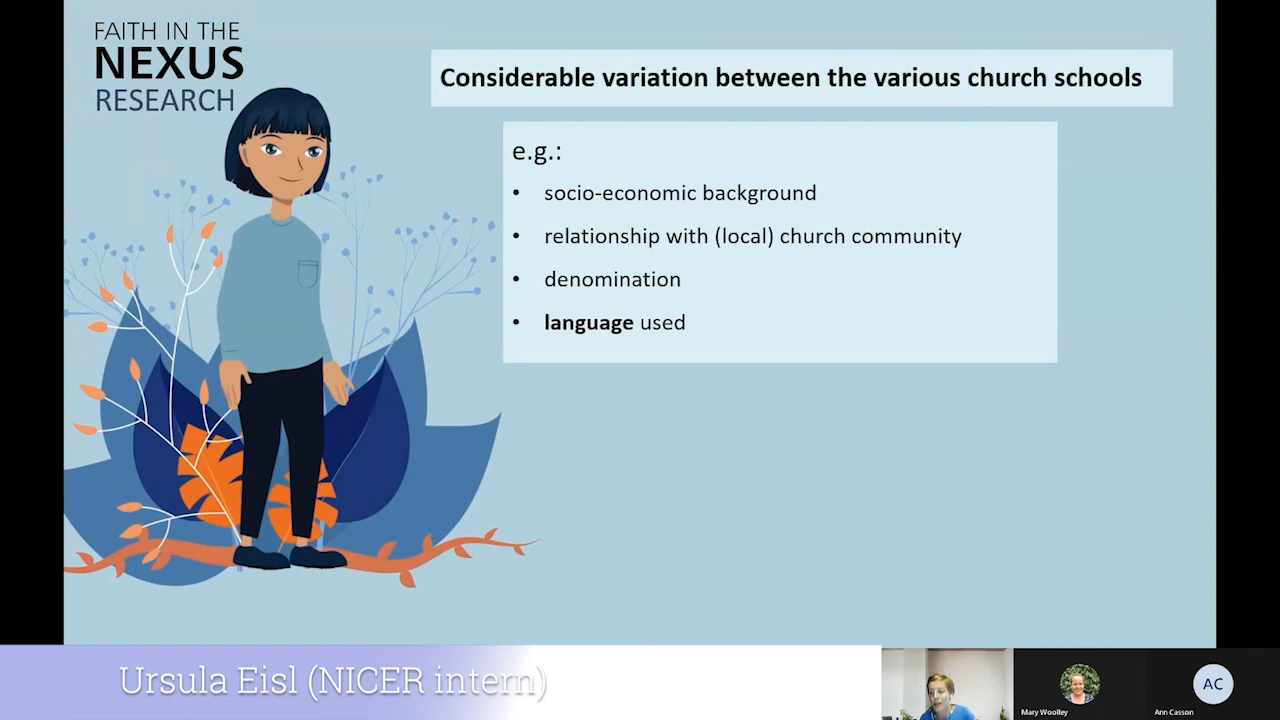 FAITH IN THE
NEXUS
RESEARCH
Considerable variation between the various church schools
e.g.:
• socio-economic background
• relationship with (local) church community
• denomination
• language used
Ursula Eisl (NICER intern)
AC
Mary Woolley
Ann Casson